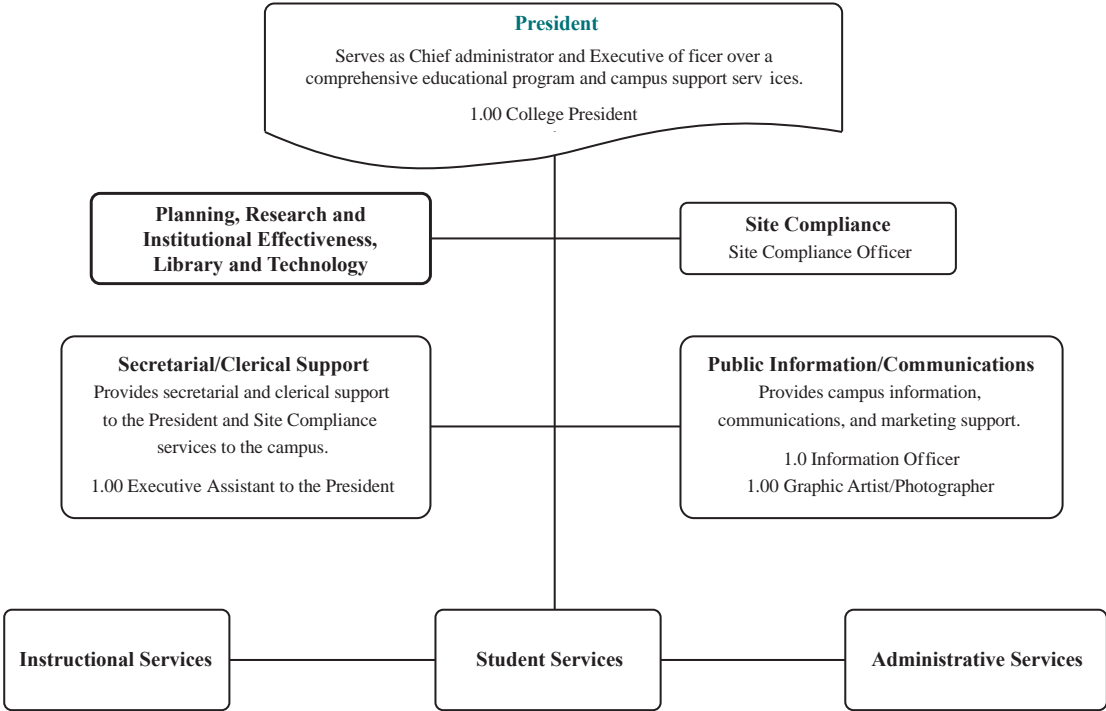 President
Serves as Chief administrator and Executive of ficer over a
comprehensive educational program and campus support serv ices.
1.00 College President
Planning, Research and
Institutional Effectiveness,
Library and Technology
Site Compliance
Site Compliance Officer
Secretarial/Clerical Support
Provides secretarial and clerical support
to the President and Site Compliance
services to the campus.
1.00 Executive Assistant to the President
Public Information/Communications
Provides campus information,
communications, and marketing support.
1.0 Information Officer
1.00 Graphic Artist/Photographer
Instructional Services
Student Services
Administrative Services